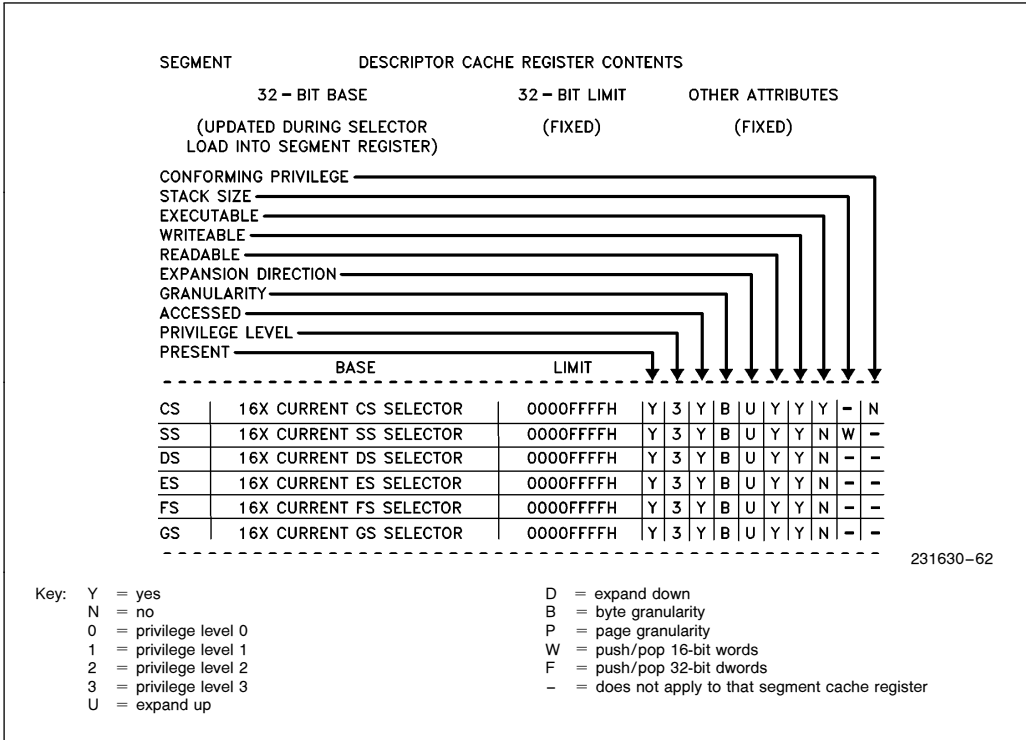 SEGMENT DESCRIPTOR CACHE REGISTER CONTENTS
32 – BIT BASE 32 – BIT LIMIT OTHER ATTRIBUTES
(UPDATED DURING SELECTOR (FIXED) (FIXED)
LOAD INTO SEGMENT REGISTER)
CONFORMING PRIVILEGE
STACK SIZE
EXECUTABLE
WRITEABLE
READABLE
EXPANSION DIRECTION
GRANULARITY
ACCESSED
PRIVILEGE LEVEL
PRESENT
BASE LIMIT
CS 16X CURRENT CS SELECTOR 0000FFFFH Y 3 Y B U Y Y Y – N
SS 16X CURRENT SS SELECTOR 0000FFFFH Y 3 Y B U Y Y N W –
DS 16X CURRENT DS SELECTOR 0000FFFFH Y 3 Y B U Y Y N – –
ES 16X CURRENT ES SELECTOR 0000FFFFH Y 3 Y B U Y Y N – –
FS 16X CURRENT FS SELECTOR 0000FFFFH Y 3 Y B U Y Y N – –
GS 16X CURRENT GS SELECTOR 0000FFFFH Y 3 Y B U Y Y N – –
231630–62
Key: Y = yes
N = no
0 = privilege level 0
1 = privilege level 1
2 = privilege level 2
3 = privilege level 3
U = expand up
D = expand down
B = byte granularity
P = page granularity
W = push/pop 16-bit words
F = push/pop 32-bit dwords
– = does not apply to that segment cache register